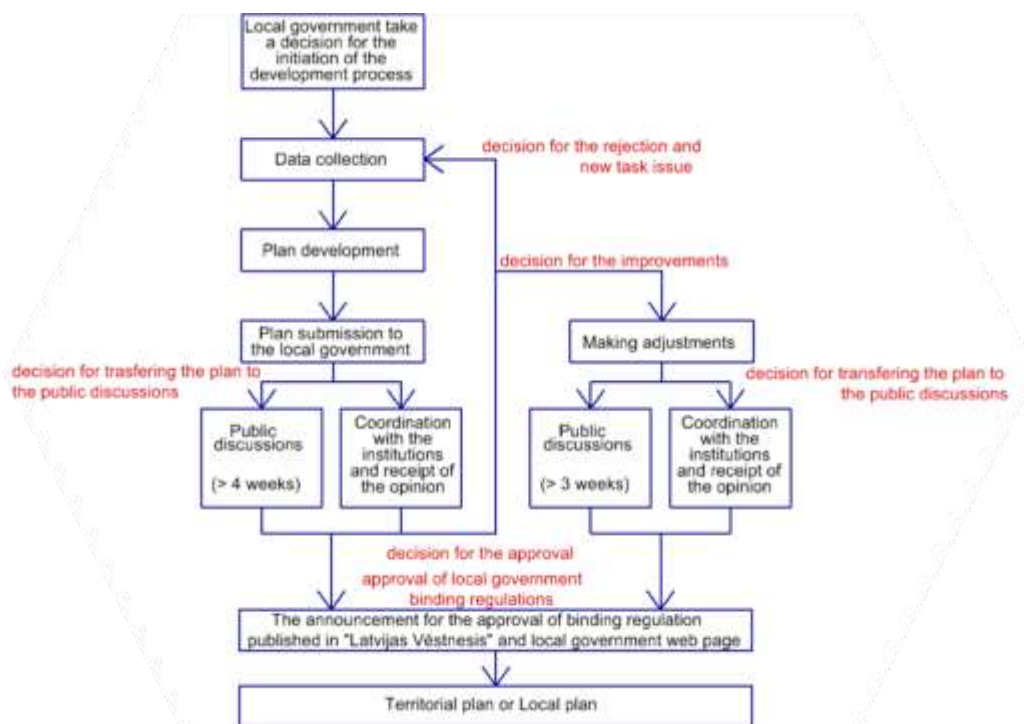 Local government take
a decision for the
initiation of the
development process
Data collection
decision for the rejection and
new task issue
Plan development
decision for the improvements
Plan submission to
the local government
Making adjustments
decision for trasfering the plan to
the public discussions
decision for transfering the plan to
the public discussions
Public
discussions
(> 4 weeks)
Coordination
with the
institutions
and receipt of
the opinion
Public
discussions
(> 3 weeks)
Coordination
with the
institutions
and receipt of
the opinion
decision for the approval
approval of local government
binding regulations
The announcement for the approval of binding regulation
published in "Latvijas Vēstnesis" and local government web page
Territorial plan or Local plan